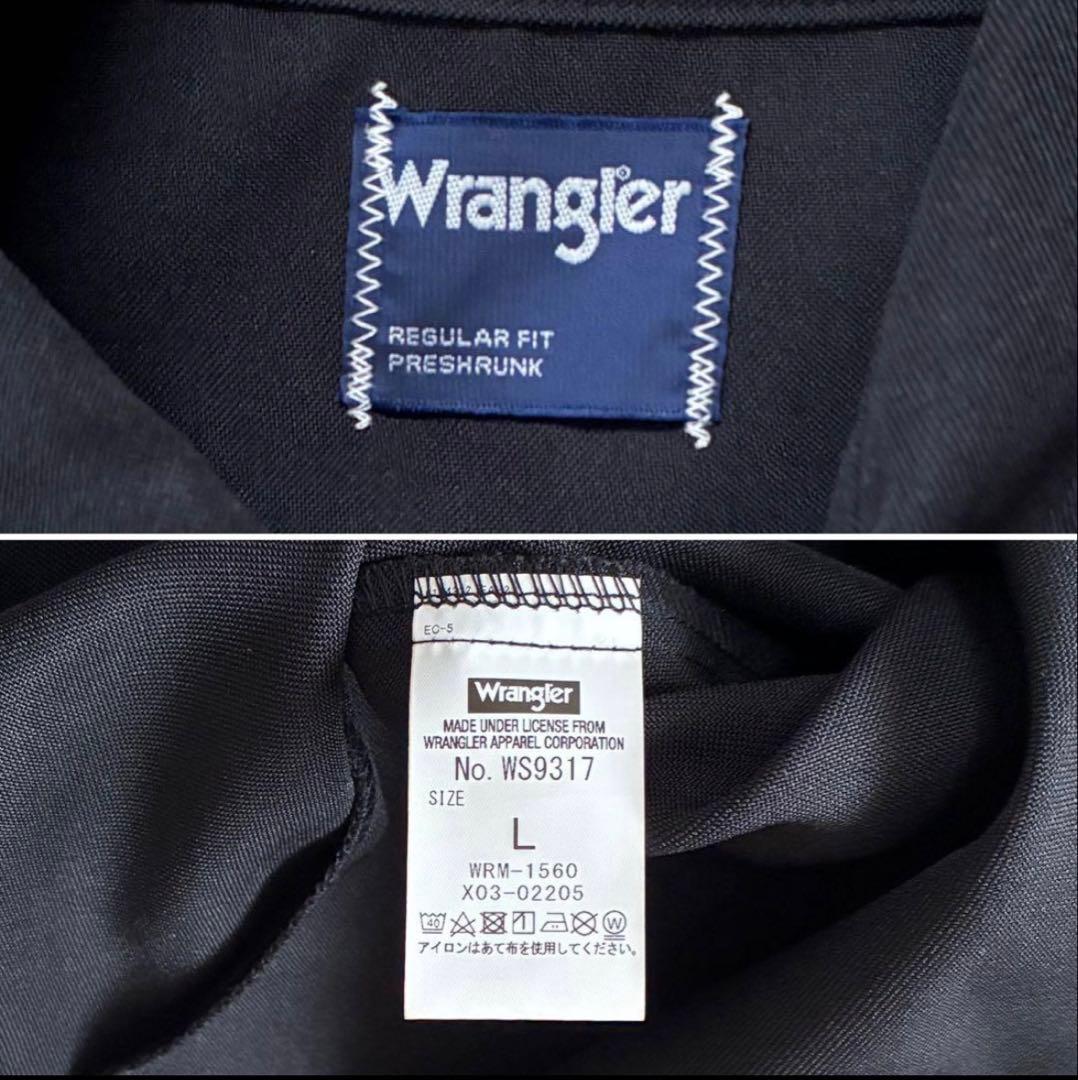 Wrangler
REGULAR FIT
PRESHRUNK
EC-5
Wrangler
MADE UNDER LICENSE FROM
WRANGLER APPAREL CORPORATION
No. WS9317
SIZE
L
WRM-1560
X03-02205
40 W
アイロンはあて布を使用してください。